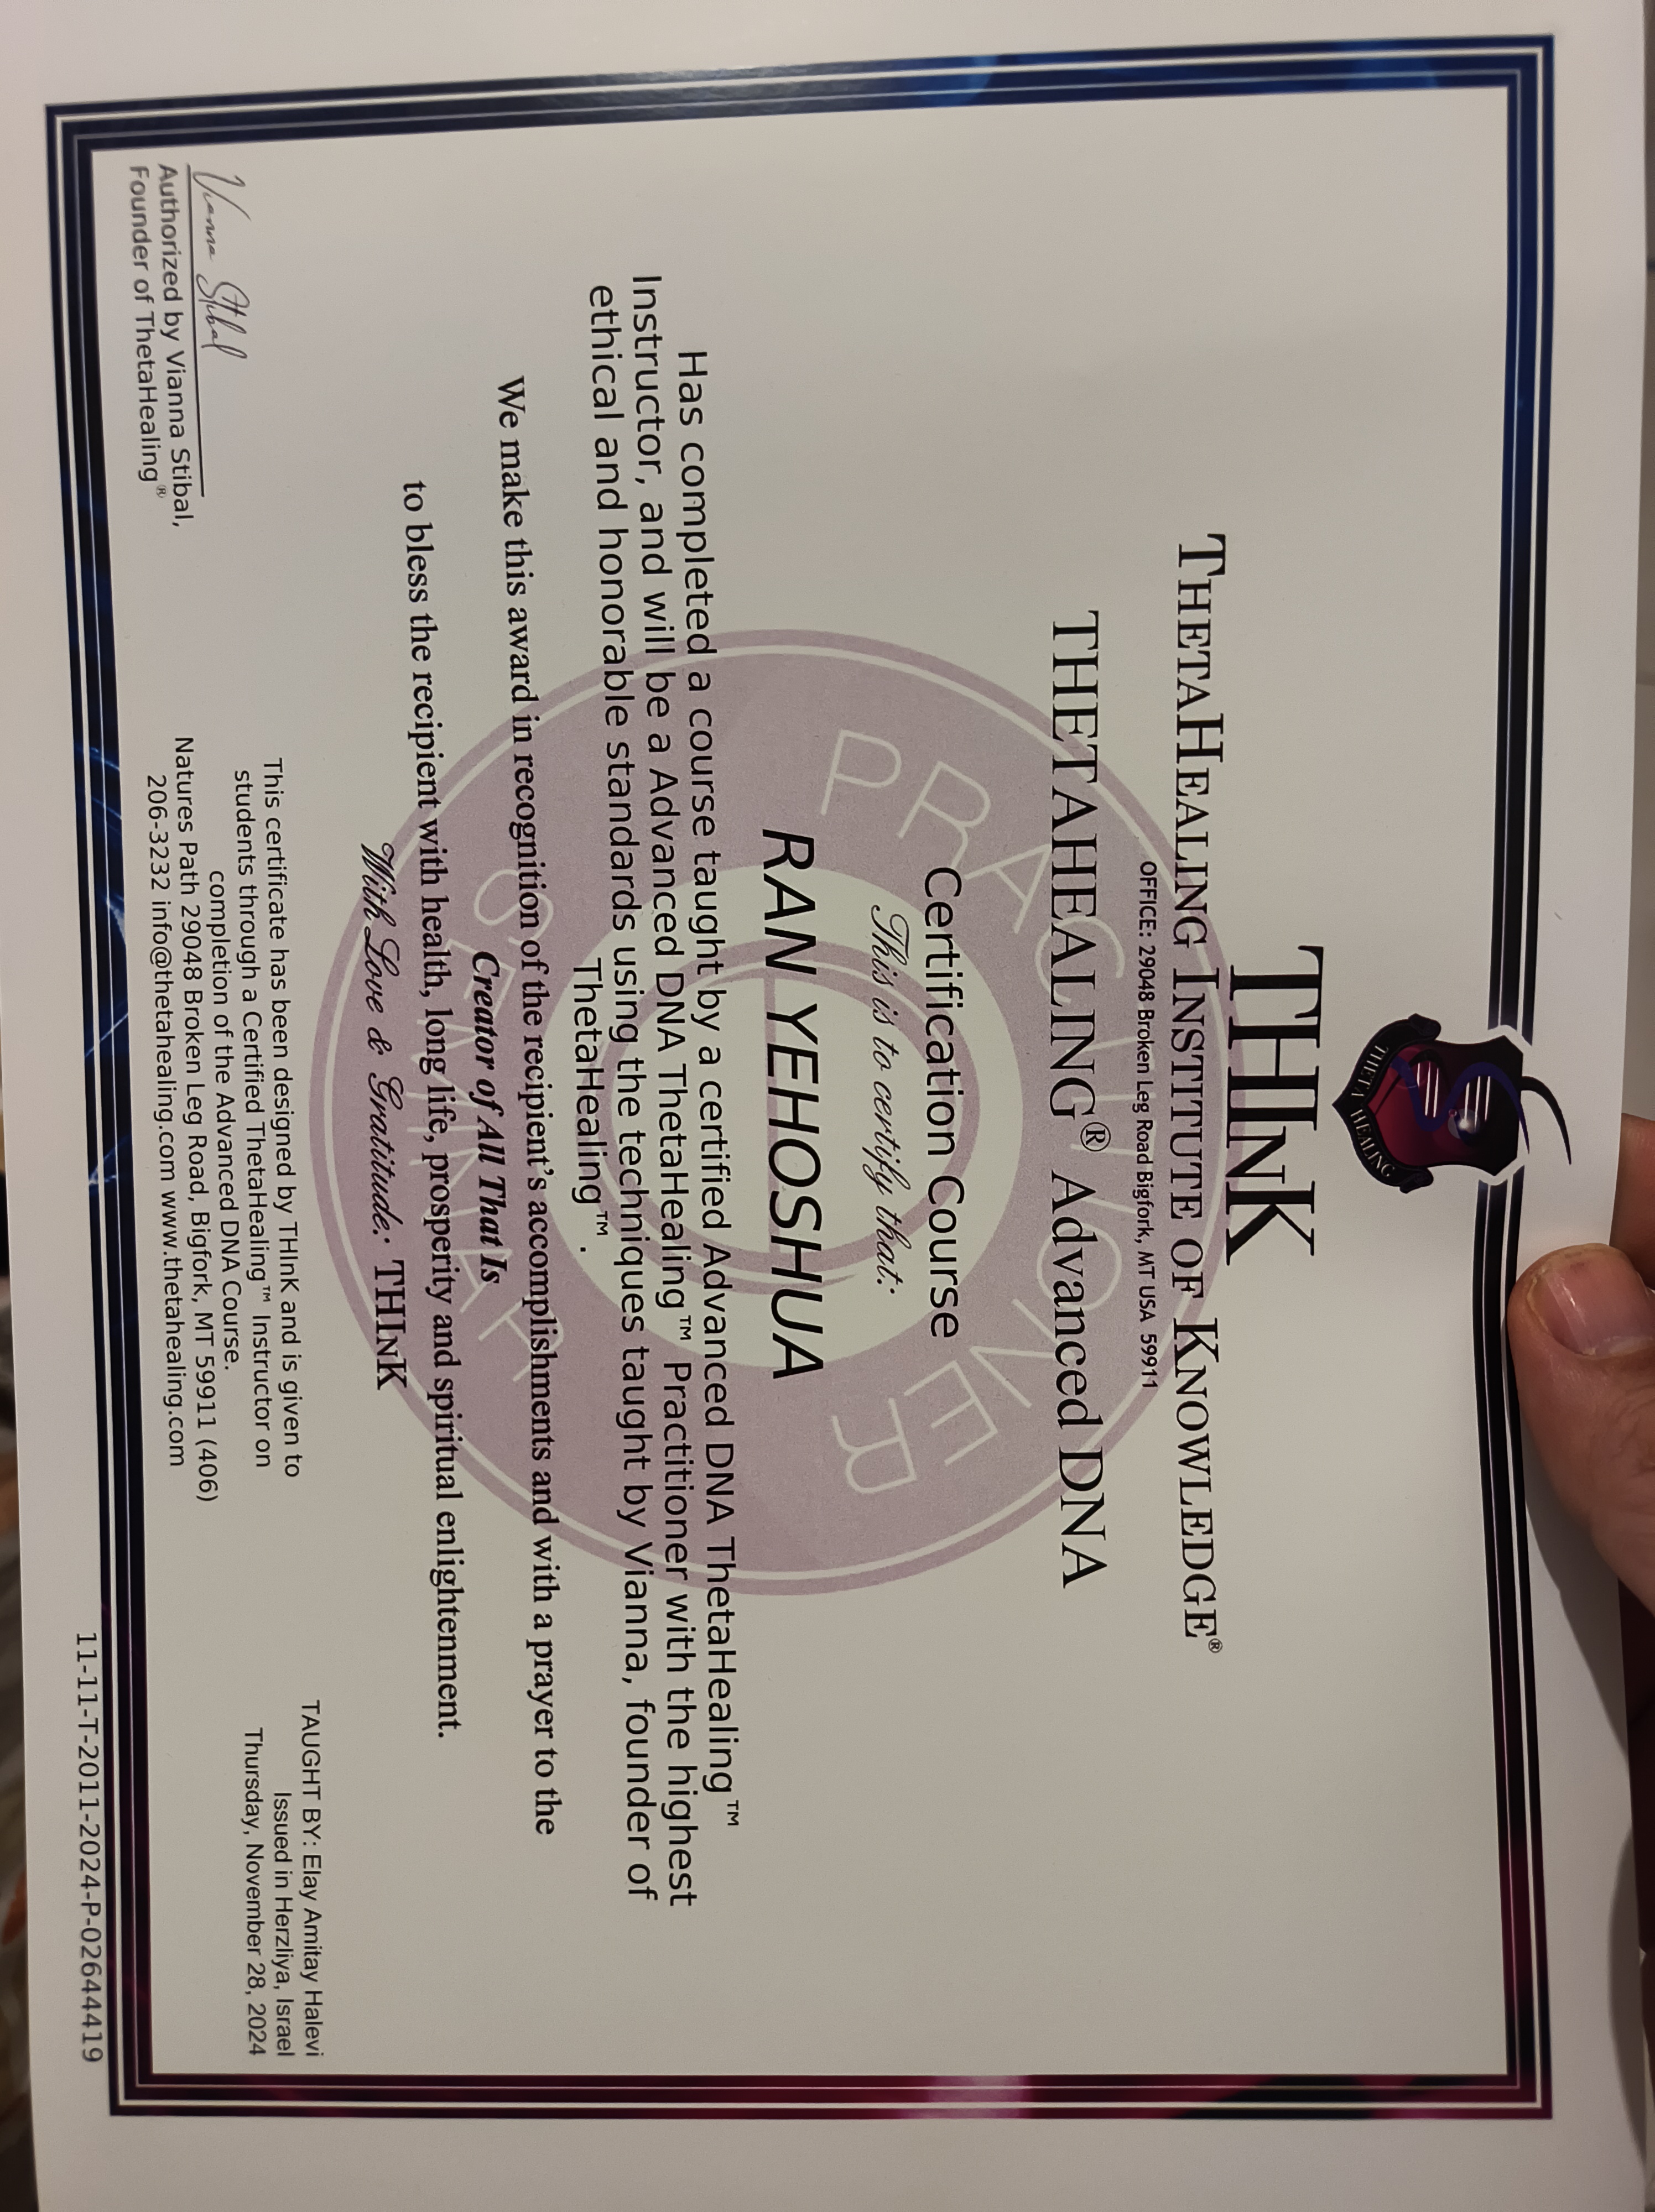 THETA HEALING
THINK
THETAHEALING INSTITUTE OF KNOWLEDGE®
OFFICE: 29048 Broken Leg Road Bigfork, MT USA 59911
THETAHEALING® Advanced DNA
Certification Course
This is to certify that:
RAN YEHOSHUA
Has completed a course taught by a certified Advanced DNA ThetaHealing™
Instructor, and will be a Advanced DNA ThetaHealing™ Practitioner with the highest
ethical and honorable standards using the techniques taught by Vianna, founder of
ThetaHealing™.
We make this award in recognition of the recipient's accomplishments and with a prayer to the
Creator of All That Is
to bless the recipient with health, long life, prosperity and spiritual enlightenment.
With Love & Gratitude: THINK
PRACTITIONER
SEMINAR
Vianna Stibal
Authorized by Vianna Stibal,
Founder of ThetaHealing®
This certificate has been designed by THInK and is given to
students through a Certified ThetaHealing™ Instructor on
completion of the Advanced DNA Course.
Natures Path 29048 Broken Leg Road, Bigfork, MT 59911 (406)
206-3232 info@thetahealing.com www.thetahealing.com
TAUGHT BY: Elay Amitay Halevi
Issued in Herzliya, Israel
Thursday, November 28, 2024
11-11-T-2011-2024-P-02644419